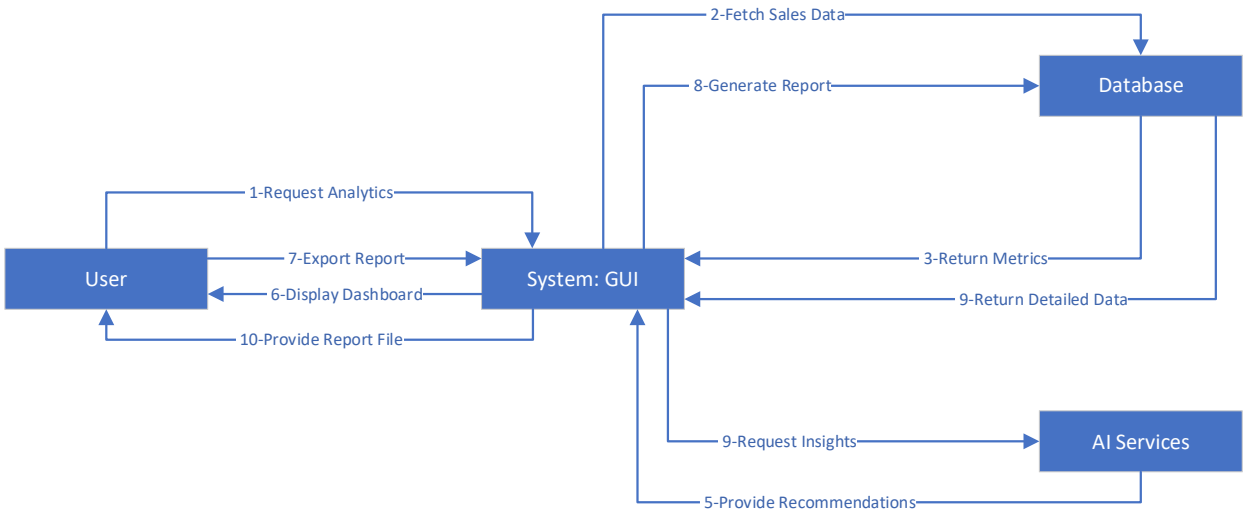 2-Fetch Sales Data
8-Generate Report
Database
1-Request Analytics
7-Export Report
3-Return Metrics
User
System: GUI
6-Display Dashboard
9-Return Detailed Data
10-Provide Report File
9-Request Insights
AI Services
5-Provide Recommendations